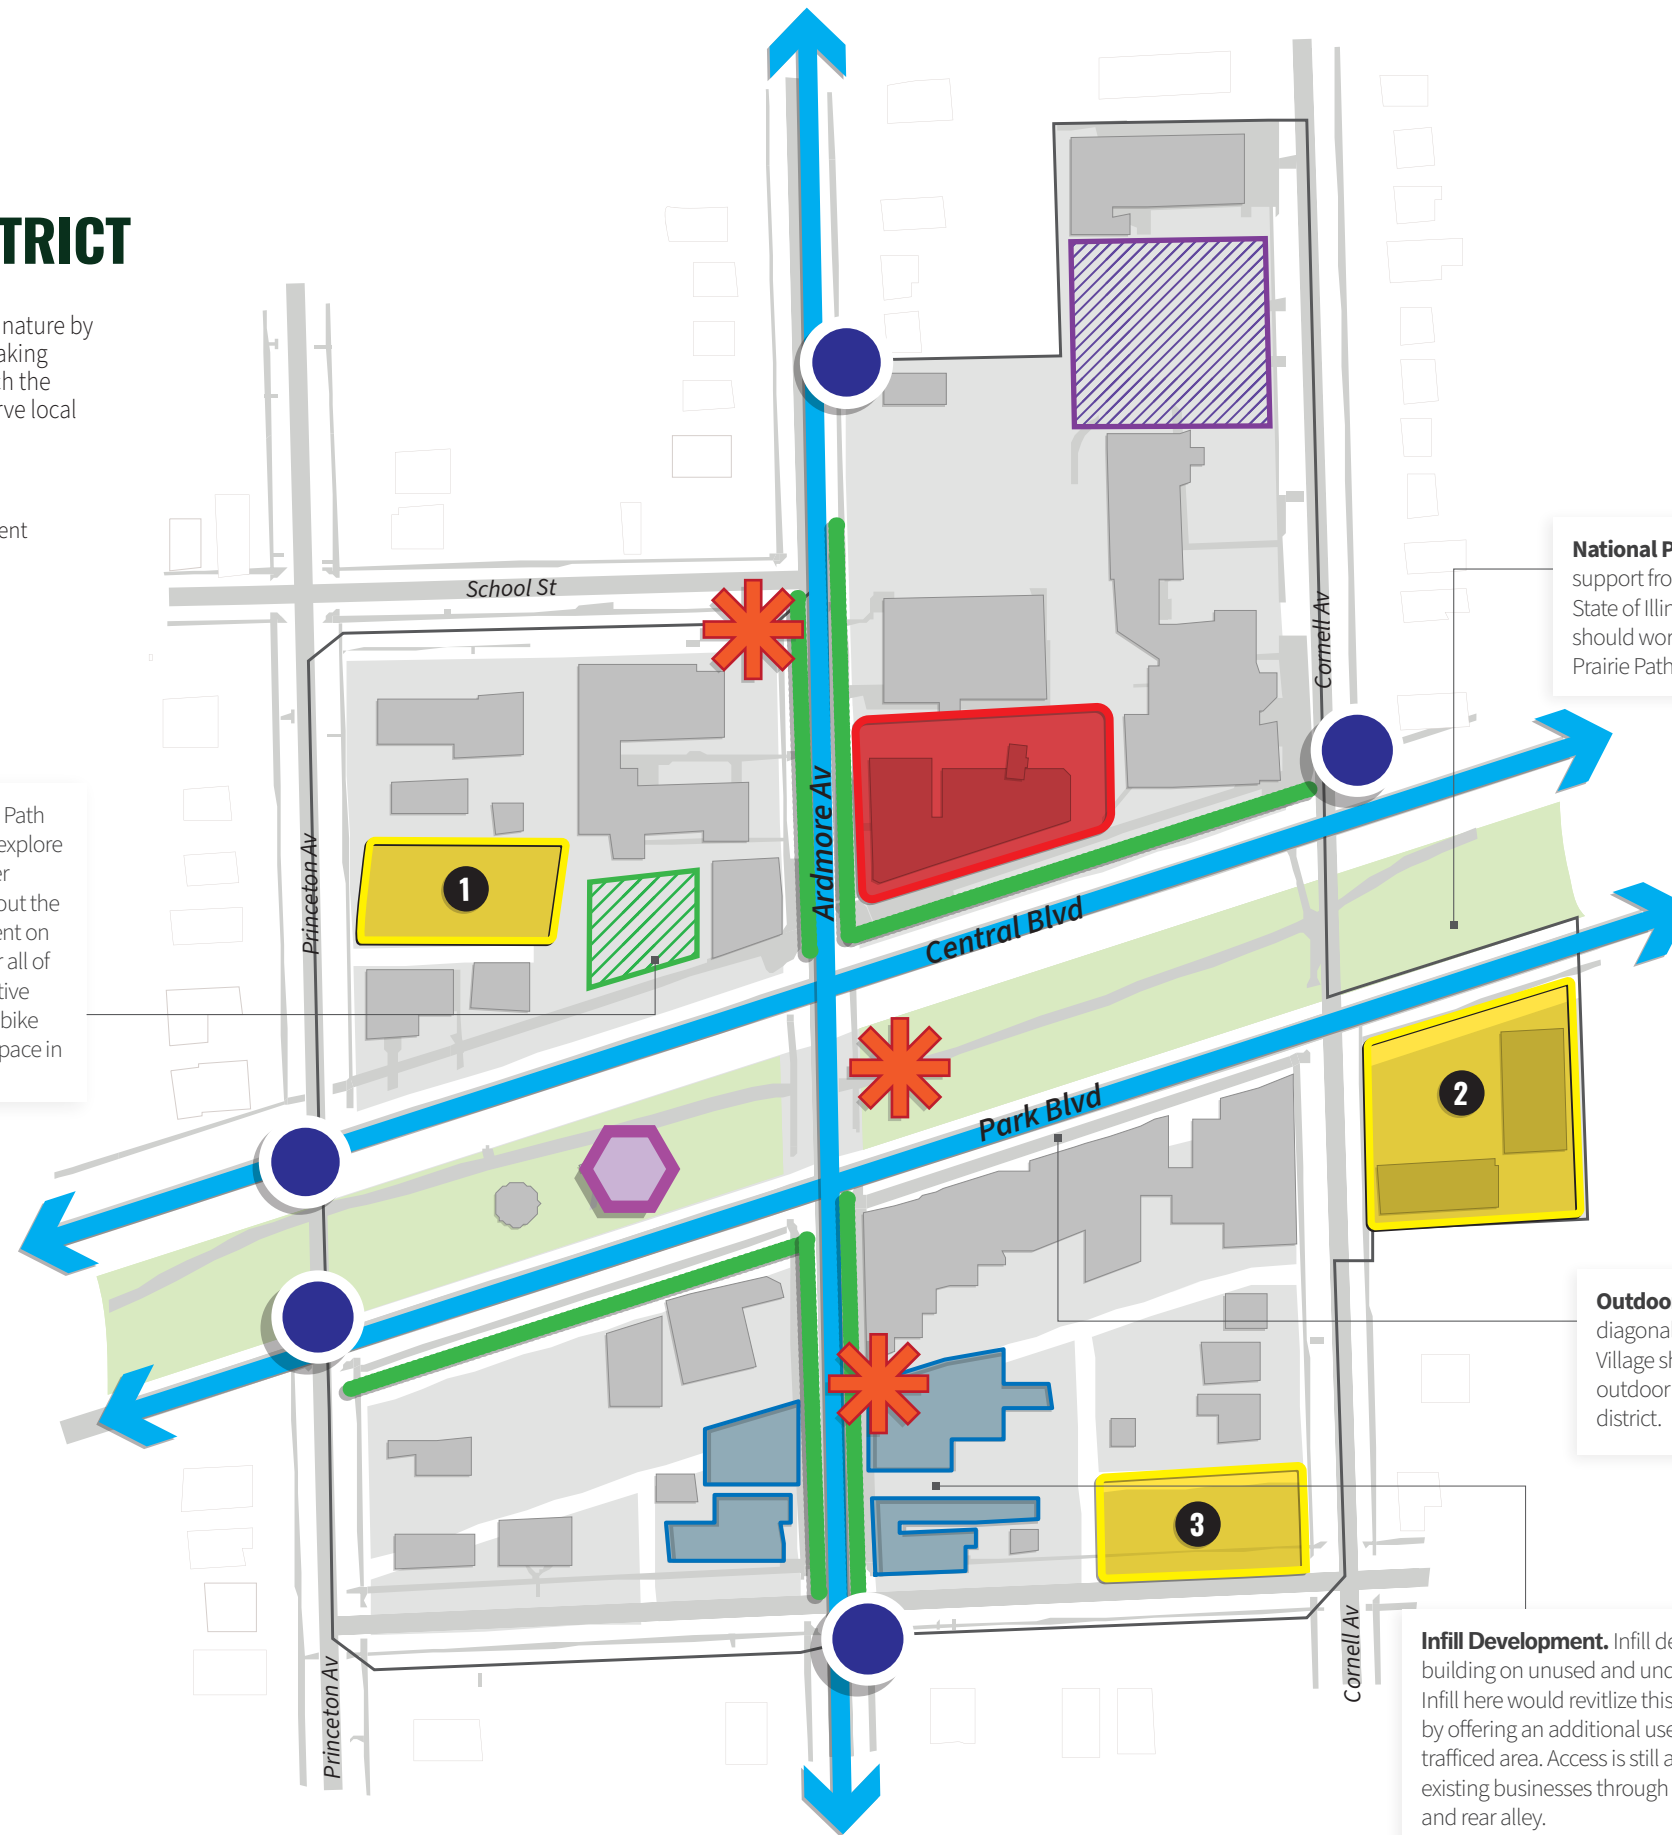 TRICT
nature by
aking
h the
rve local
ent
School St
Cornell Av
National P
support fro
State of Illin
should wor
Prairie Path
Path
explore
er
out the
ent on
r all of
tive
bike
pace in
Princeton Av
1
Ardmore Av
Central Blvd
2
Park Blvd
Outdoo
diagonal
Village sh
outdoor
district.
3
Infill Development. Infill de
building on unused and und
Infill here would revitlize this
by offering an additional use
trafficed area. Access is still a
existing businesses through
and rear alley.
Princeton Av
Cornell Av